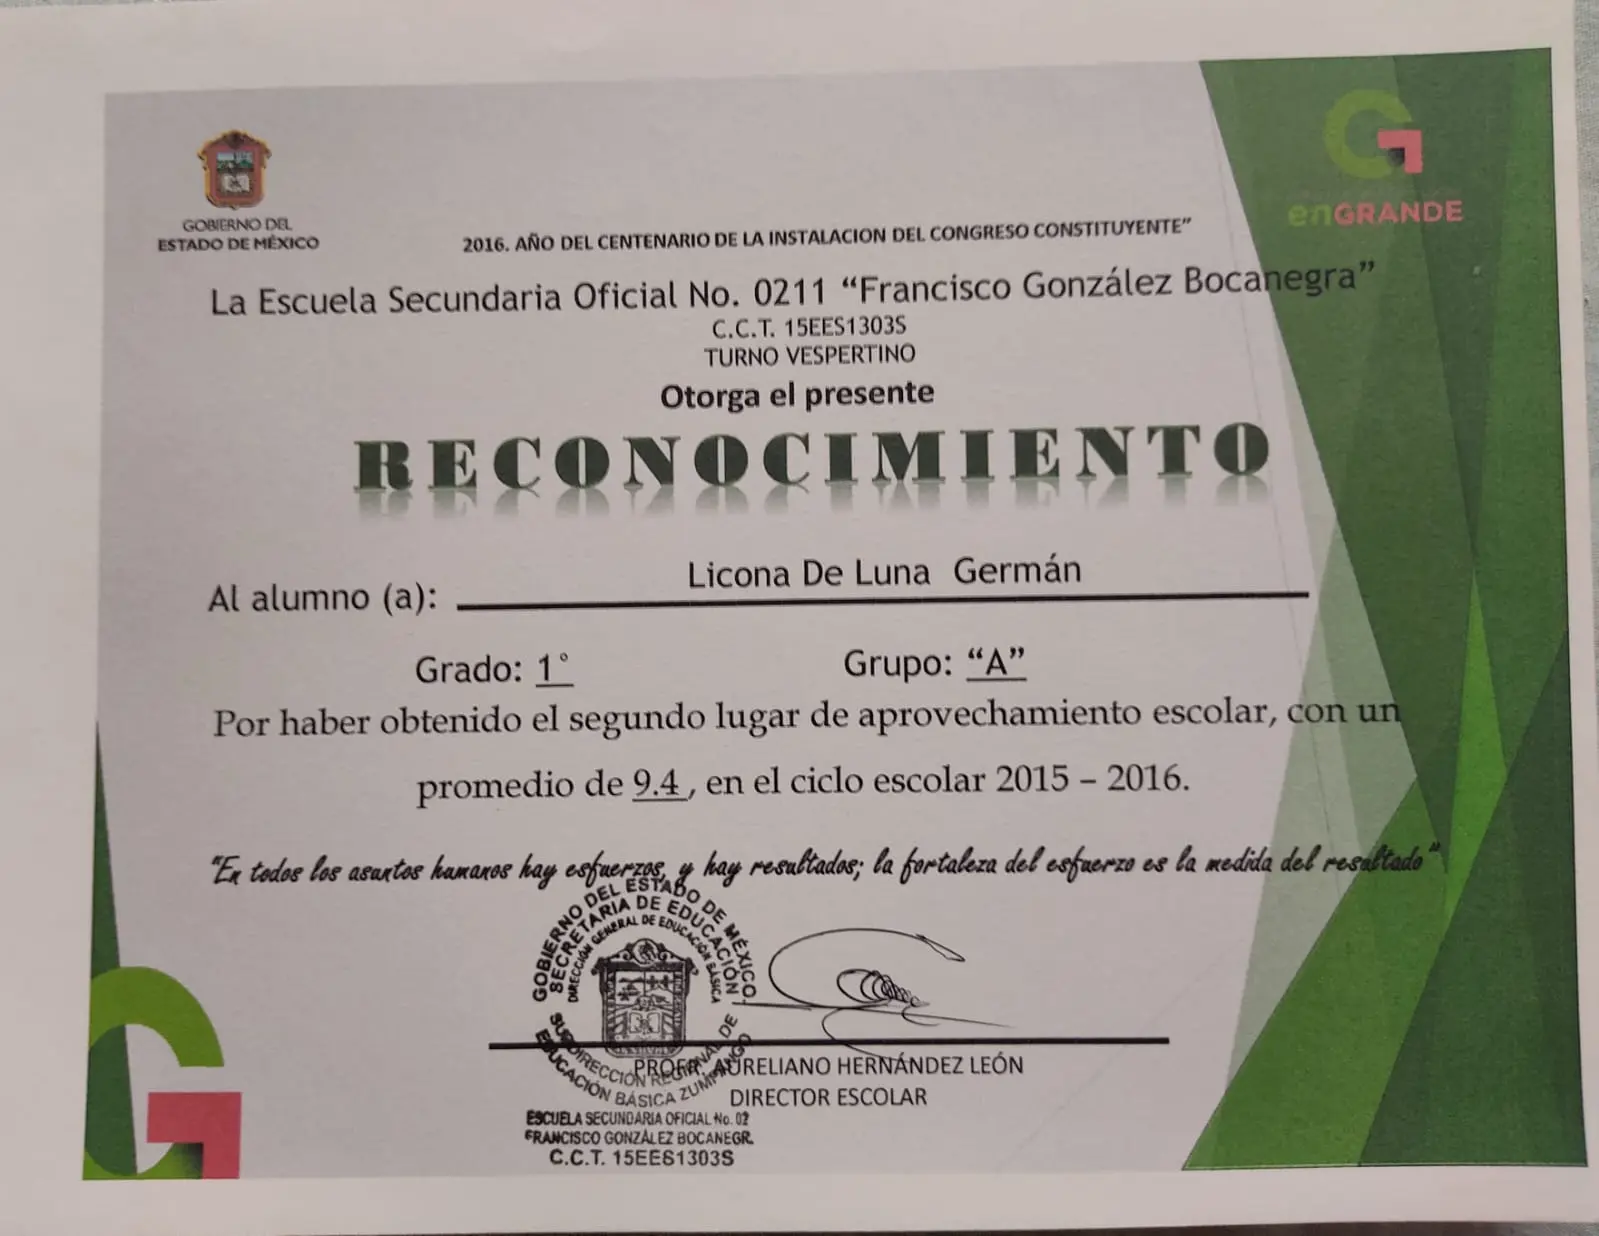 GOBIERNO DEL
ESTADO DE MÉXICO
enGRANDE
2016. AÑO DEL CENTENARIO DE LA INSTALACION DEL CONGRESO CONSTITUYENTE”
La Escuela Secundaria Oficial No. 0211 “Francisco González Bocanegra”
C.C.T. 15EES1303S
TURNO VESPERTINO
Otorga el presente
RECONOCIMIENTO
Al alumno (a): Licona De Luna Germán
Grado: 1° Grupo: “A”
Por haber obtenido el segundo lugar de aprovechamiento escolar, con un
promedio de 9.4 , en el ciclo escolar 2015 – 2016.
“En todos los asuntos humanos hay esfuerzos, y hay resultados; la fortaleza del esfuerzo es la medida del resultado”
GOBIERNO DEL ESTADO DE MÉXICO
SECRETARIA DE EDUCACIÓN
DIRECCIÓN GENERAL DE EDUCACIÓN BÁSICA
SUBDIRECCIÓN REGIONAL DE
EDUCACIÓN BÁSICA ZUMPANGO
PROFR. AURELIANO HERNÁNDEZ LEÓN
DIRECTOR ESCOLAR
ESCUELA SECUNDARIA OFICIAL No. 02
FRANCISCO GONZÁLEZ BOCANEGR
C.C.T. 15EES1303S